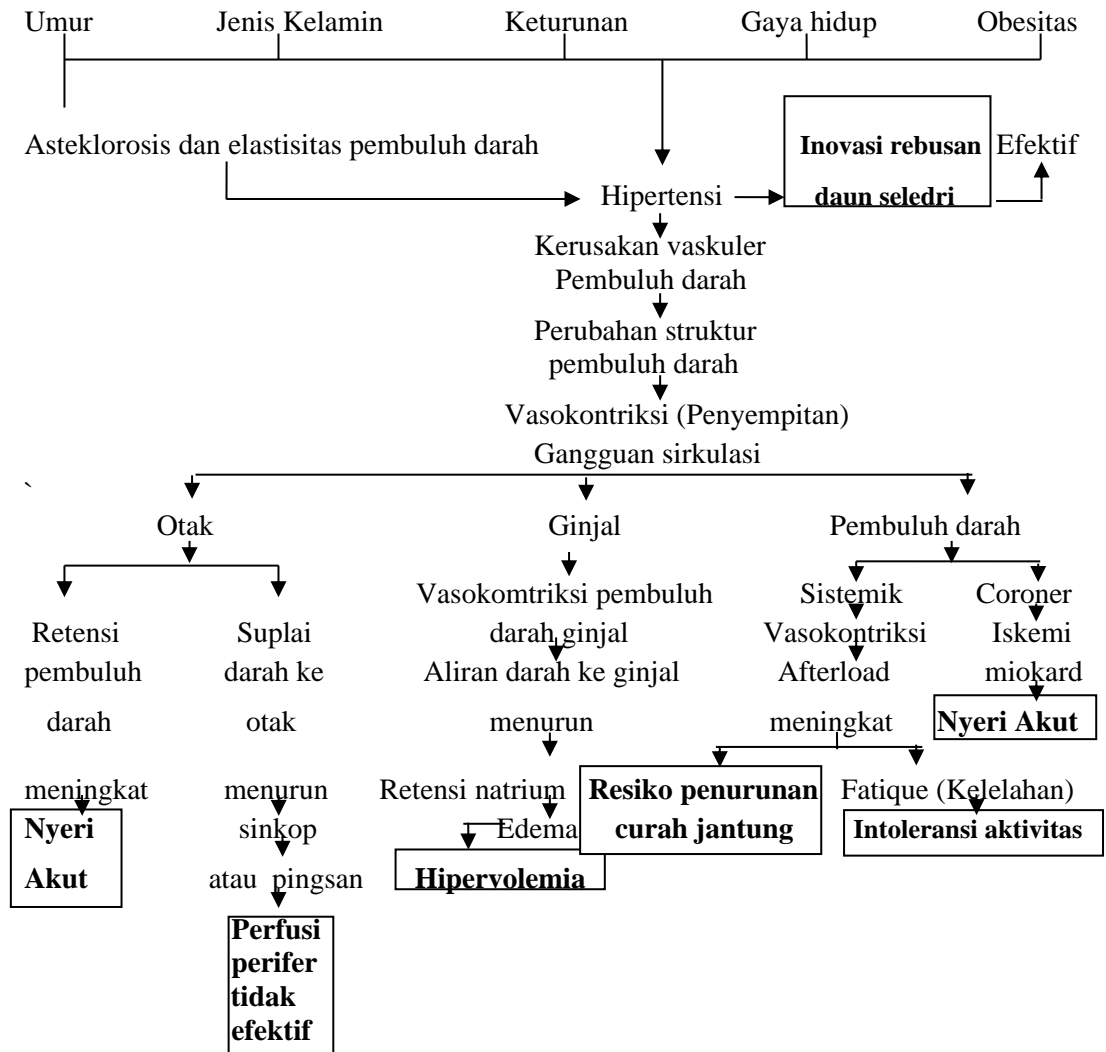 Umur Jenis Kelamin Keturunan Gaya hidup Obesitas
Asteklorosis dan elastisitas pembuluh darah
Inovasi rebusan
daun seledri
Efektif
Hipertensi
Kerusakan vaskuler
Pembuluh darah
Perubahan struktur
pembuluh darah
Vasokontriksi (Penyempitan)
Gangguan sirkulasi
`
Otak Ginjal Pembuluh darah
Retensi
pembuluh
darah
meningkat
Nyeri
Akut
Suplai
darah ke
otak
menurun
sinkop
atau pingsan
Perfusi
perifer
tidak
efektif
Vasokomtriksi pembuluh
darah ginjal
Aliran darah ke ginjal
menurun
Retensi natrium
Edema
Hipervolemia
Sistemik
Vasokontriksi
Afterload
meningkat
Resiko penurunan
curah jantung
Fatique (Kelelahan)
Intoleransi aktivitas
Coroner
Iskemi
miokard
Nyeri Akut